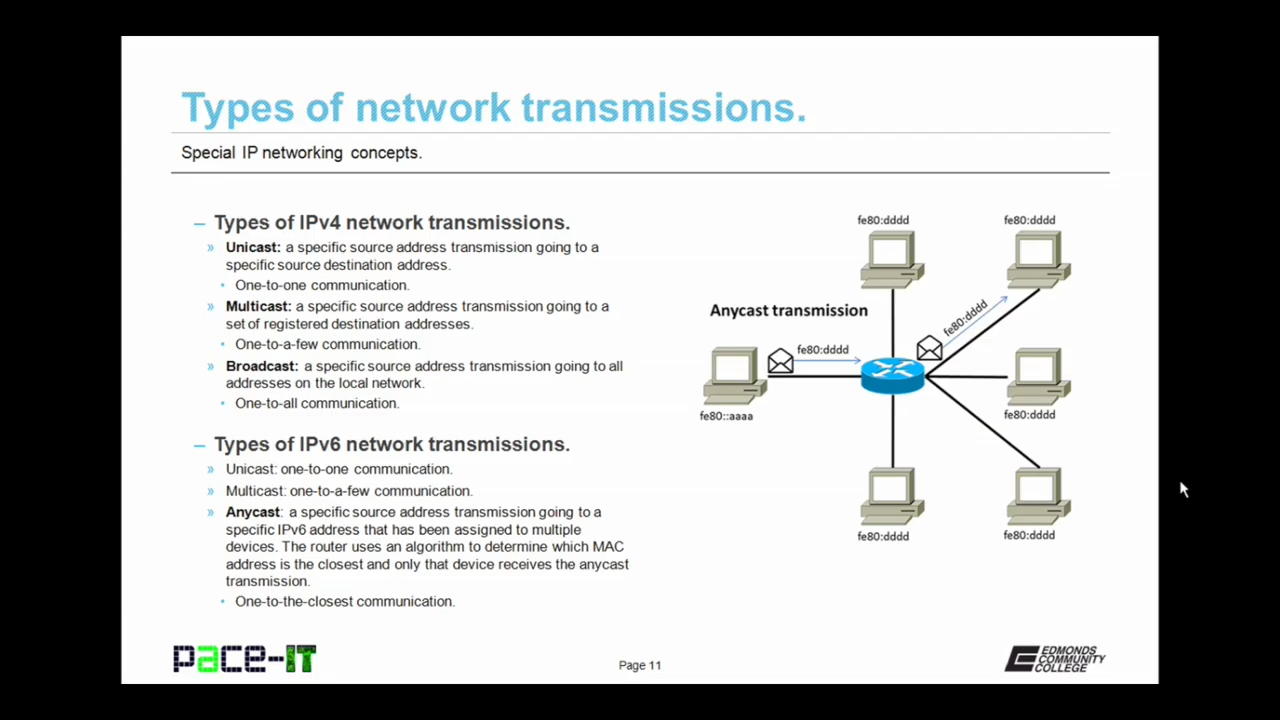 Types of network transmissions.
Special IP networking concepts.
– Types of IPv4 network transmissions.
» Unicast: a specific source address transmission going to a
specific source destination address.
• One-to-one communication.
» Multicast: a specific source address transmission going to a
set of registered destination addresses.
• One-to-a-few communication.
» Broadcast: a specific source address transmission going to all
addresses on the local network.
• One-to-all communication.
– Types of IPv6 network transmissions.
» Unicast: one-to-one communication.
» Multicast: one-to-a-few communication.
» Anycast: a specific source address transmission going to a
specific IPv6 address that has been assigned to multiple
devices. The router uses an algorithm to determine which MAC
address is the closest and only that device receives the anycast
transmission.
• One-to-the-closest communication.
fe80:dddd
fe80:dddd
Anycast transmission
fe80:dddd
fe80:dddd
fe80::aaaa
fe80:dddd
fe80:dddd
fe80:dddd
pace-IT
Page 11
EDMONDS
COMMUNITY
COLLEGE